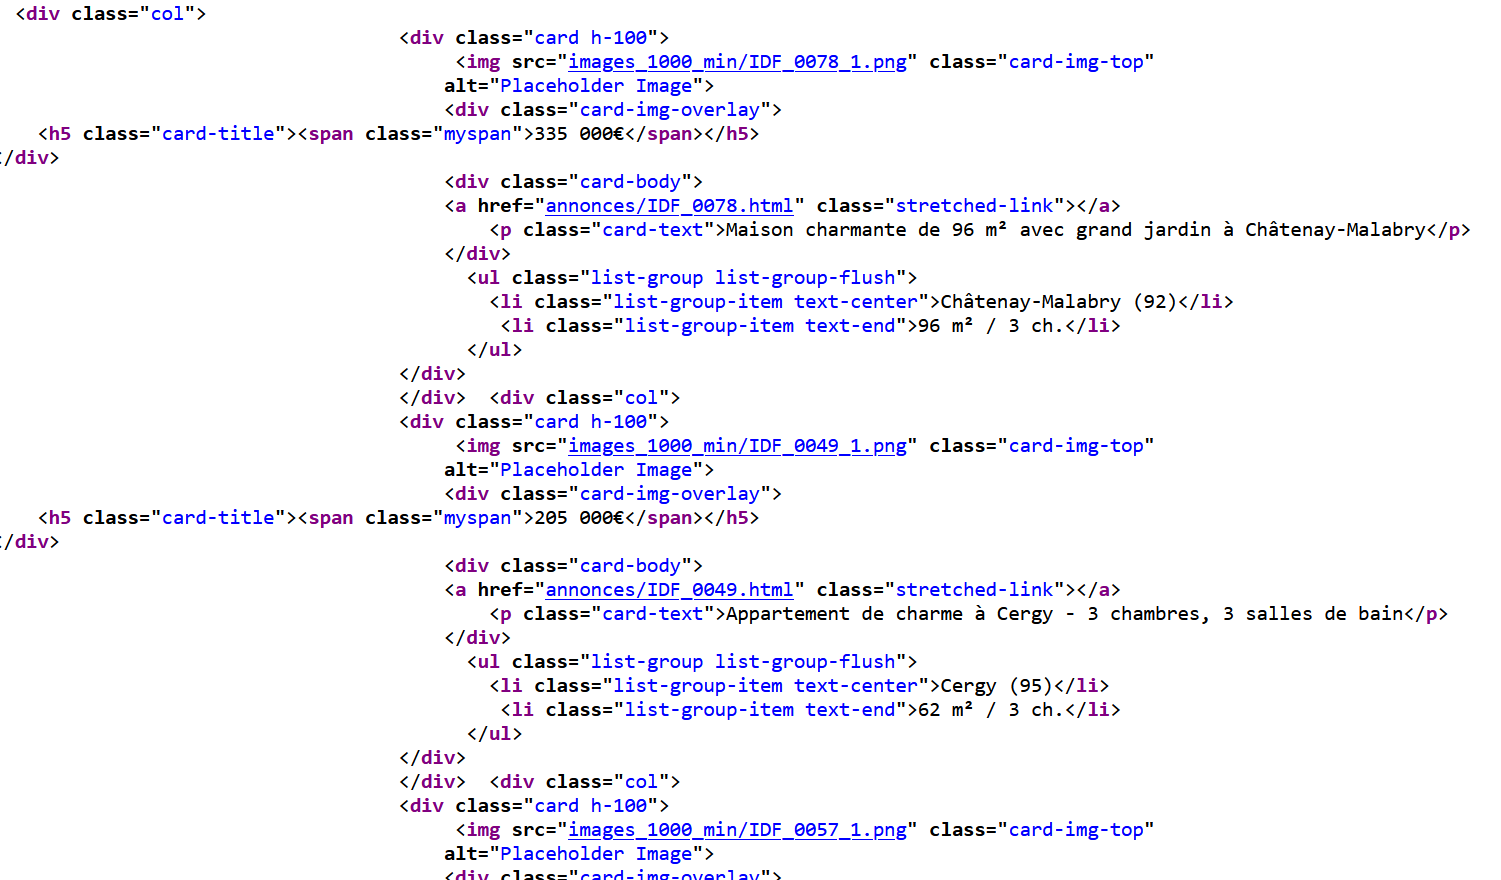 <div class="col">
<div class="card h-100">
<img src="images_1000_min/IDF_0078_1.png" class="card-img-top"
alt="Placeholder Image">
<div class="card-img-overlay">
<h5 class="card-title"><span class="myspan">335 000€</span></h5>
</div>
<div class="card-body">
<a href="annonces/IDF_0078.html" class="stretched-link"></a>
<p class="card-text">Maison charmante de 96 m² avec grand jardin à Châtenay-Malabry</p>
</div>
<ul class="list-group list-group-flush">
<li class="list-group-item text-center">Châtenay-Malabry (92)</li>
<li class="list-group-item text-end">96 m² / 3 ch.</li>
</ul>
</div>
</div> <div class="col">
<div class="card h-100">
<img src="images_1000_min/IDF_0049_1.png" class="card-img-top"
alt="Placeholder Image">
<div class="card-img-overlay">
<h5 class="card-title"><span class="myspan">205 000€</span></h5>
</div>
<div class="card-body">
<a href="annonces/IDF_0049.html" class="stretched-link"></a>
<p class="card-text">Appartement de charme à Cergy - 3 chambres, 3 salles de bain</p>
</div>
<ul class="list-group list-group-flush">
<li class="list-group-item text-center">Cergy (95)</li>
<li class="list-group-item text-end">62 m² / 3 ch.</li>
</ul>
</div>
</div> <div class="col">
<div class="card h-100">
<img src="images_1000_min/IDF_0057_1.png" class="card-img-top"
alt="Placeholder Image">
<div class="card-img-overlay">